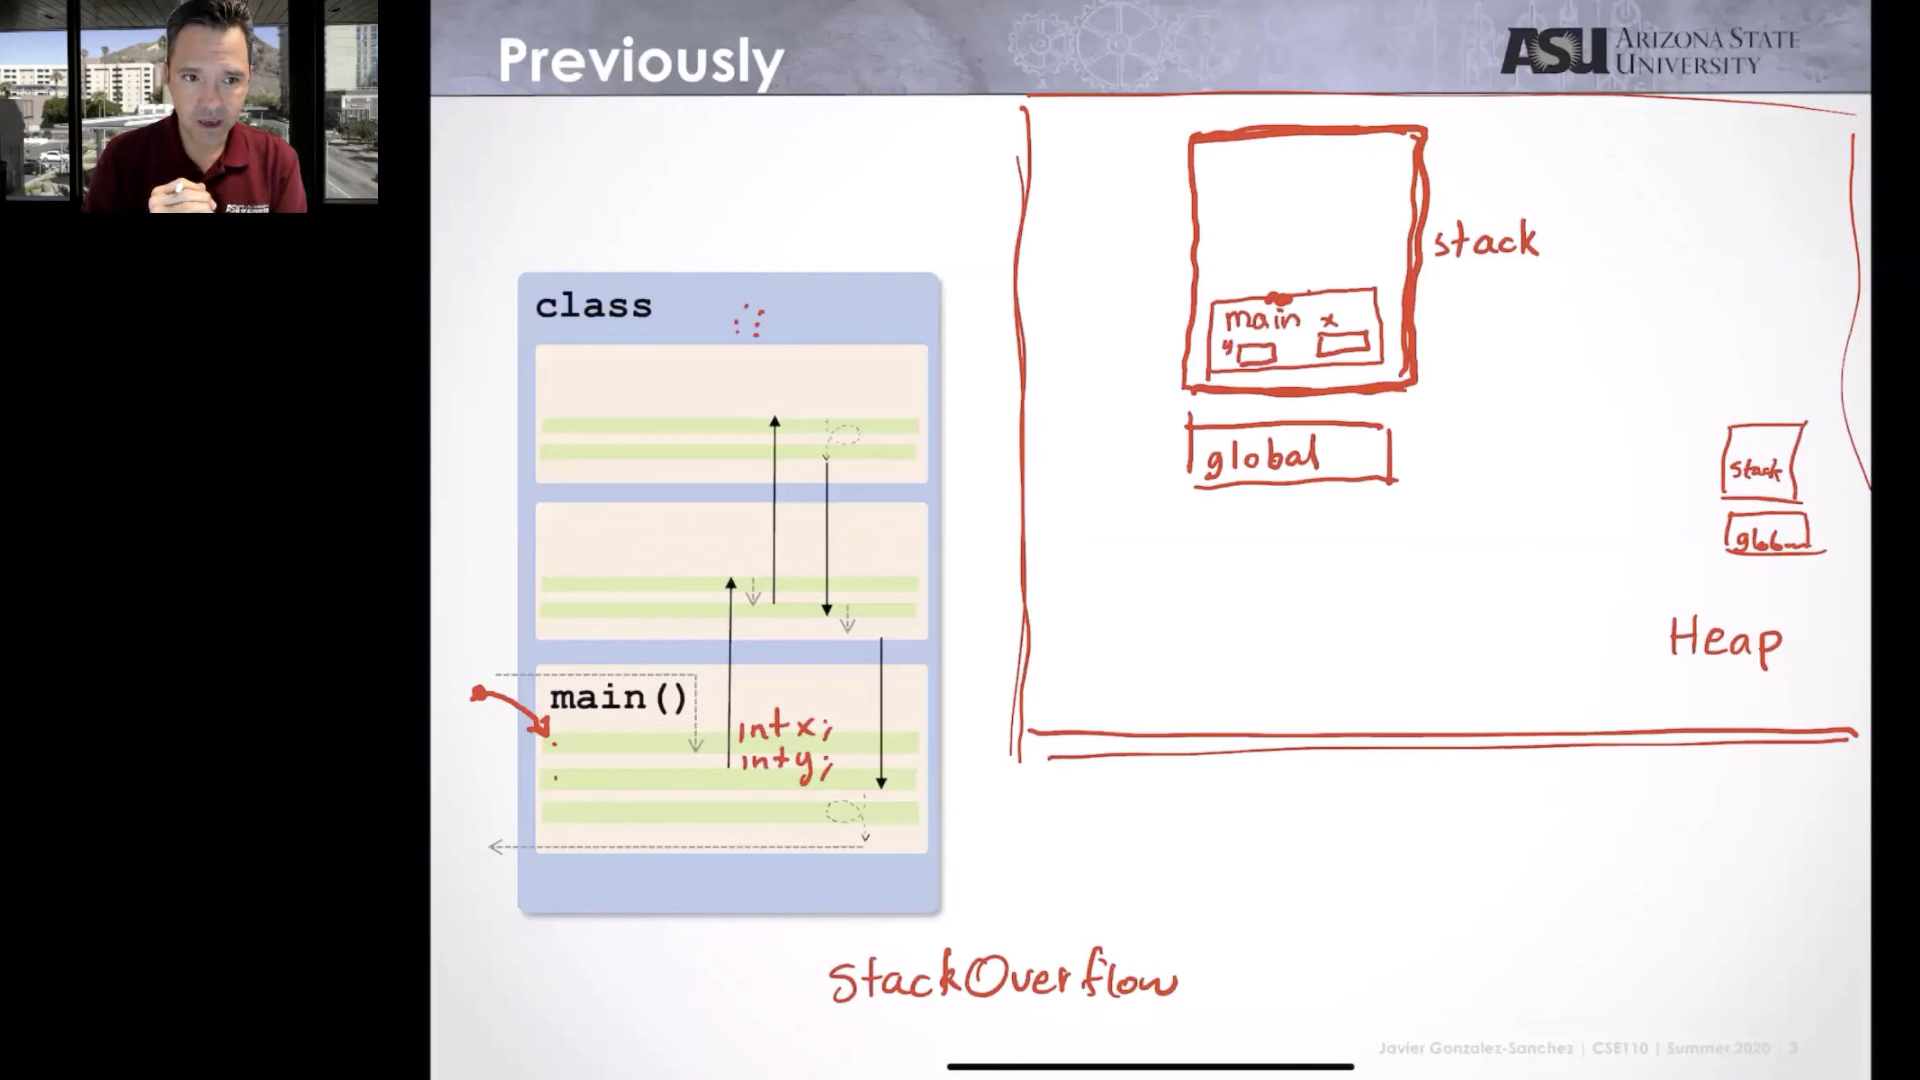 Previously
ASU ARIZONA STATE
UNIVERSITY
class
main()
int x;
int y;
stack
main x
y
global
stack
Heap
StackOverflow
Javier Gonzalez-Sanchez | CSE110 | Summer 2020 | 3